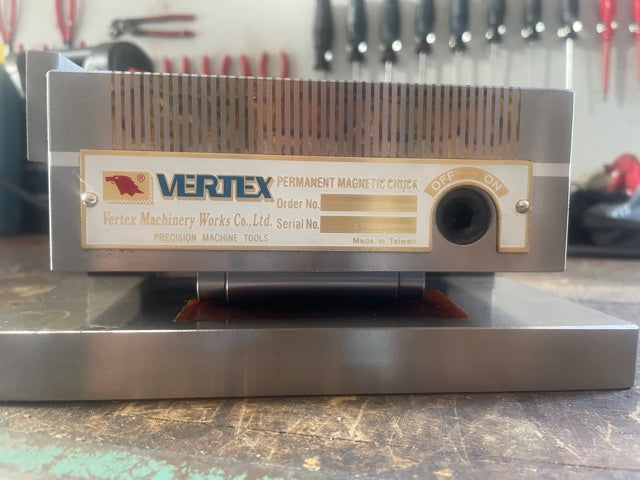 VERTEX
®
Vertex Machinery Works Co.,Ltd.
PRECISION MACHINE TOOLS
PERMANENT MAGNETIC CHUCK
Order No.
Serial No.
Made in Taiwan
OFF ON